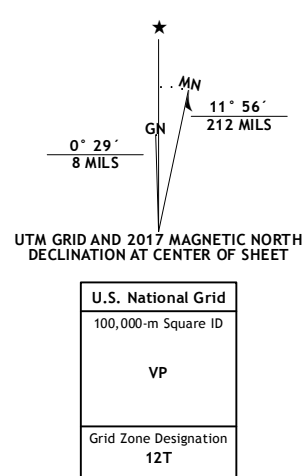 MN
11° 56´
212 MILS
GN
0° 29´
8 MILS
UTM GRID AND 2017 MAGNETIC NORTH
DECLINATION AT CENTER OF SHEET
U.S. National Grid
100,000-m Square ID
VP
Grid Zone Designation
12T